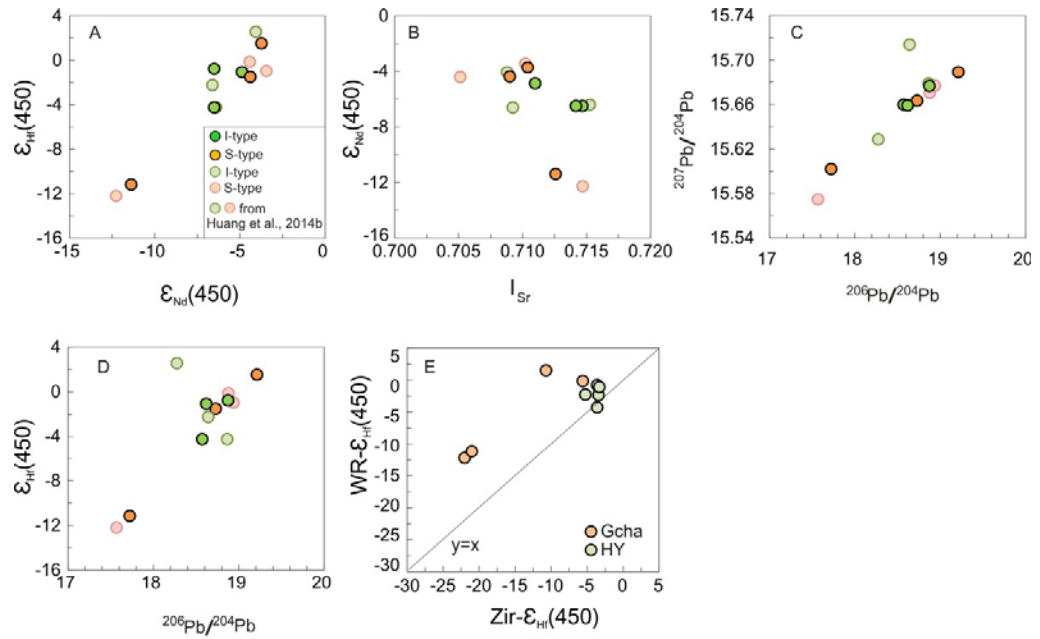 A
4
0
-4
-8
-12
-16
εHf(450)
-15
-10
-5
0
εNd(450)
I-type
S-type
I-type
S-type
from
Huang et al., 2014b
B
4
0
-4
-8
-12
-16
εNd(450)
0.700
0.705
0.710
0.715
0.720
ISr
C
15.74
15.70
15.66
15.62
15.58
15.54
²⁰⁷Pb/²⁰⁴Pb
17
18
19
20
²⁰⁶Pb/²⁰⁴Pb
D
4
0
-4
-8
-12
-16
εHf(450)
17
18
19
20
²⁰⁶Pb/²⁰⁴Pb
E
5
0
-5
-10
-15
-20
-25
-30
WR-εHf(450)
y=x
Gcha
HY
-30
-25
-20
-15
-10
-5
0
5
Zir-εHf(450)